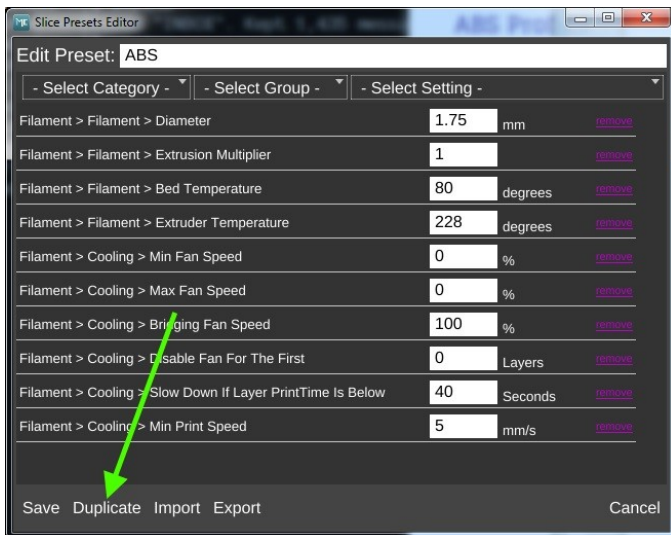 Slice Presets Editor
Edit Preset: ABS
- Select Category - - Select Group - - Select Setting -
Filament > Filament > Diameter 1.75 mm remove
Filament > Filament > Extrusion Multiplier 1 remove
Filament > Filament > Bed Temperature 80 degrees remove
Filament > Filament > Extruder Temperature 228 degrees remove
Filament > Cooling > Min Fan Speed 0 % remove
Filament > Cooling > Max Fan Speed 0 % remove
Filament > Cooling > Bridging Fan Speed 100 % remove
Filament > Cooling > Disable Fan For The First 0 Layers remove
Filament > Cooling > Slow Down If Layer PrintTime Is Below 40 Seconds remove
Filament > Cooling > Min Print Speed 5 mm/s remove
Save Duplicate Import Export Cancel